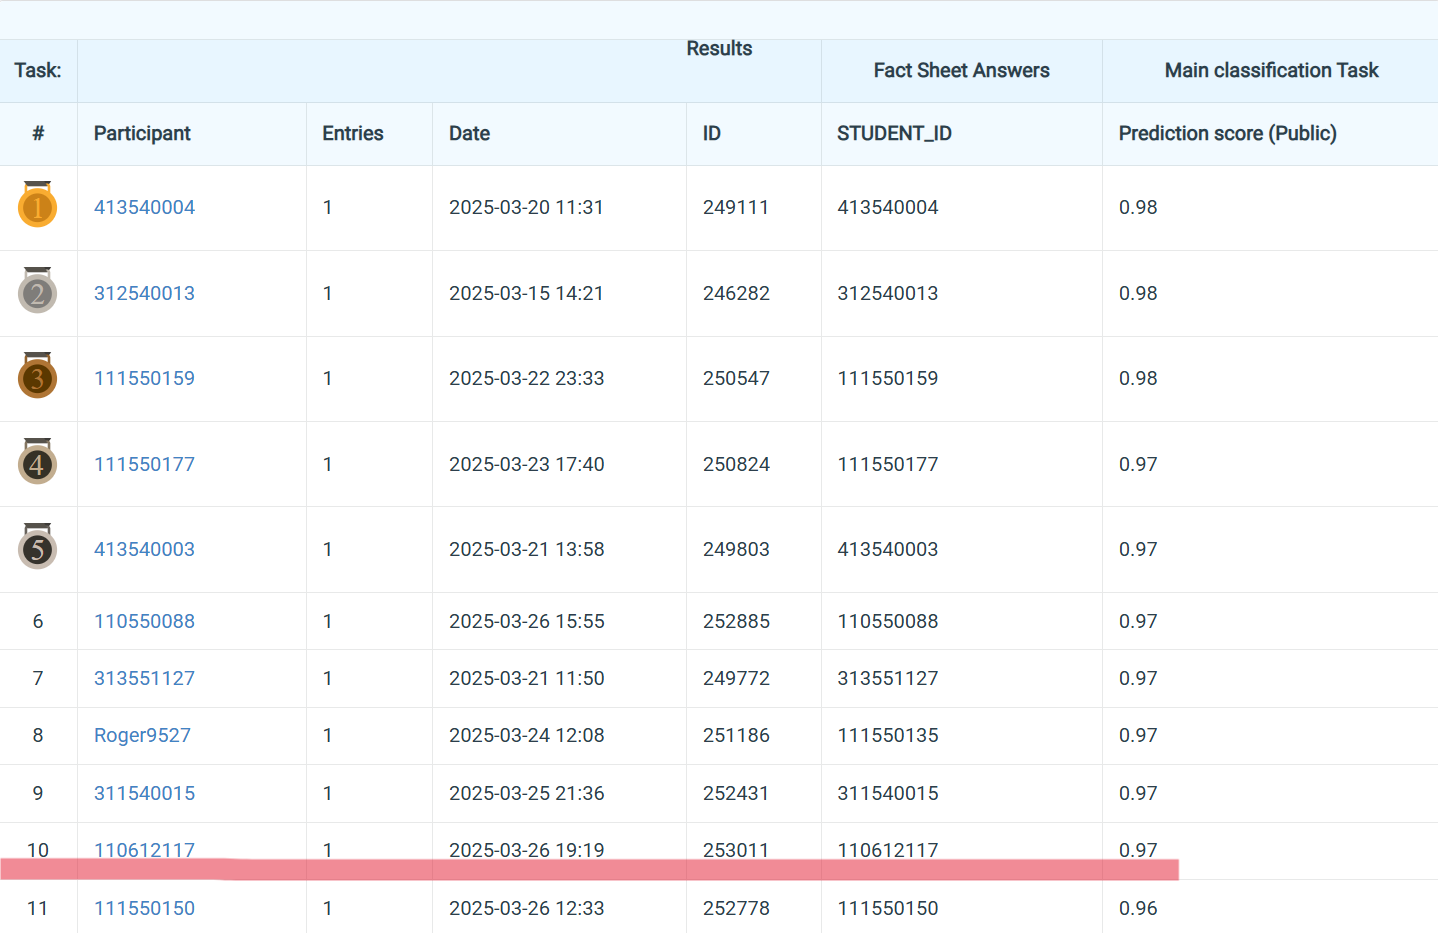 Results
Task: Fact Sheet Answers Main classification Task
# Participant Entries Date ID STUDENT_ID Prediction score (Public)
1 413540004 1 2025-03-20 11:31 249111 413540004 0.98
2 312540013 1 2025-03-15 14:21 246282 312540013 0.98
3 111550159 1 2025-03-22 23:33 250547 111550159 0.98
4 111550177 1 2025-03-23 17:40 250824 111550177 0.97
5 413540003 1 2025-03-21 13:58 249803 413540003 0.97
6 110550088 1 2025-03-26 15:55 252885 110550088 0.97
7 313551127 1 2025-03-21 11:50 249772 313551127 0.97
8 Roger9527 1 2025-03-24 12:08 251186 111550135 0.97
9 311540015 1 2025-03-25 21:36 252431 311540015 0.97
10 110612117 1 2025-03-26 19:19 253011 110612117 0.97
11 111550150 1 2025-03-26 12:33 252778 111550150 0.96